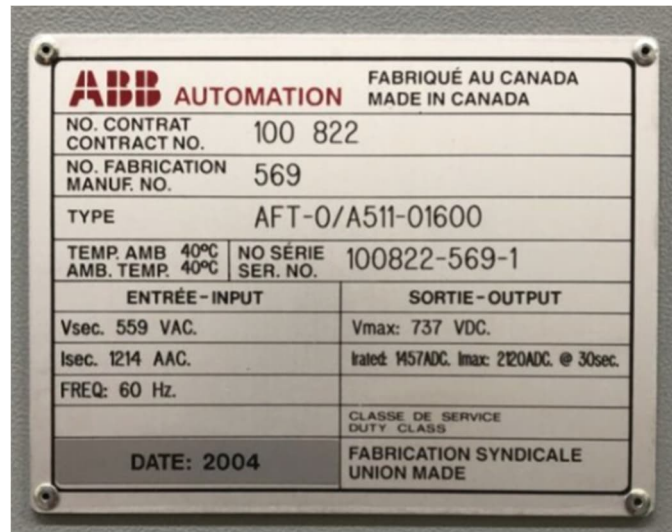 ABB AUTOMATION
FABRIQUÉ AU CANADA
MADE IN CANADA
NO. CONTRAT
CONTRACT NO.
100 822
NO. FABRICATION
MANUF. NO.
569
TYPE
AFT-0/A511-01600
TEMP. AMB 40ºC
AMB. TEMP. 40ºC
NO SÉRIE
SER. NO.
100822-569-1
ENTRÉE-INPUT
SORTIE-OUTPUT
Vsec. 559 VAC.
Vmax: 737 VDC.
Isec. 1214 AAC.
Irated: 1457ADC. Imax: 2120ADC. @ 30sec.
FREQ: 60 Hz.
CLASSE DE SERVICE
DUTY CLASS
DATE: 2004
FABRICATION SYNDICALE
UNION MADE